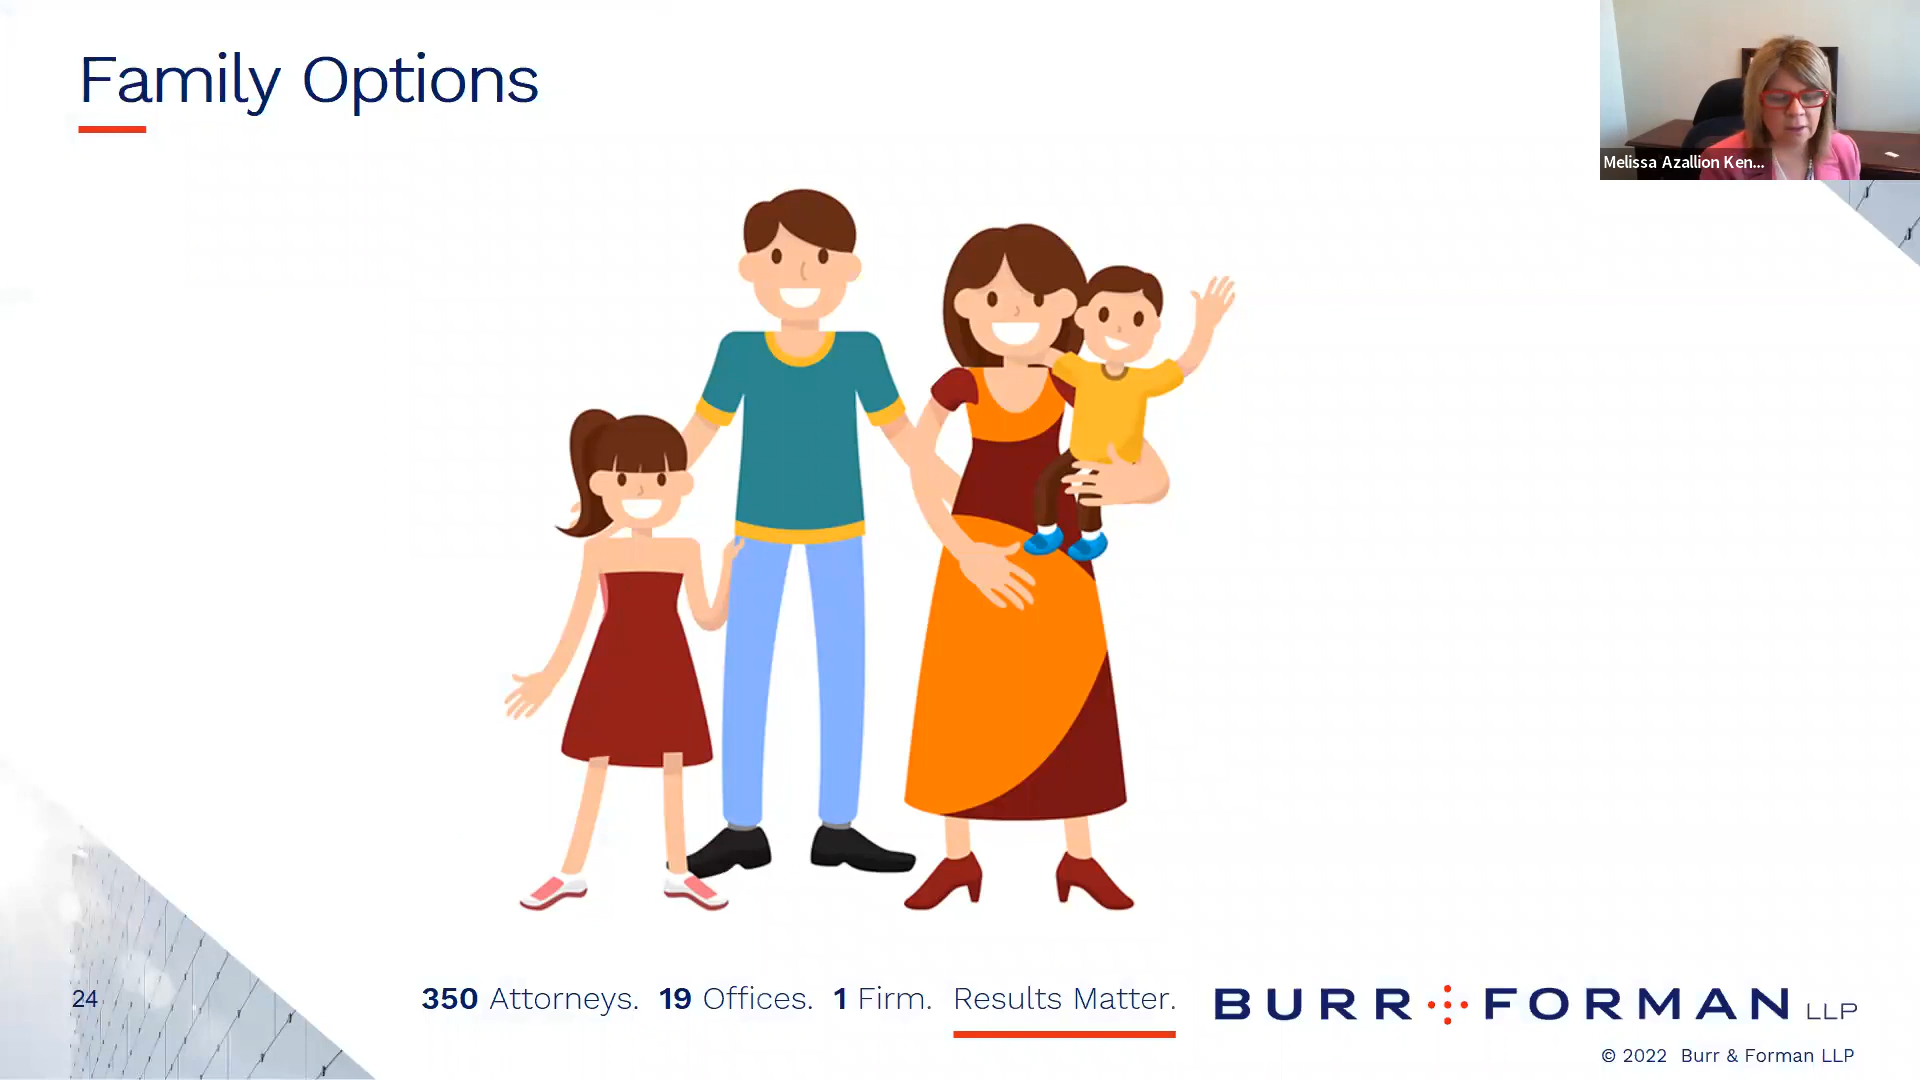 Family Options
Melissa Azallion Ken...
24
350 Attorneys. 19 Offices. 1 Firm. Results Matter.
BURR FORMAN LLP
© 2022 Burr & Forman LLP